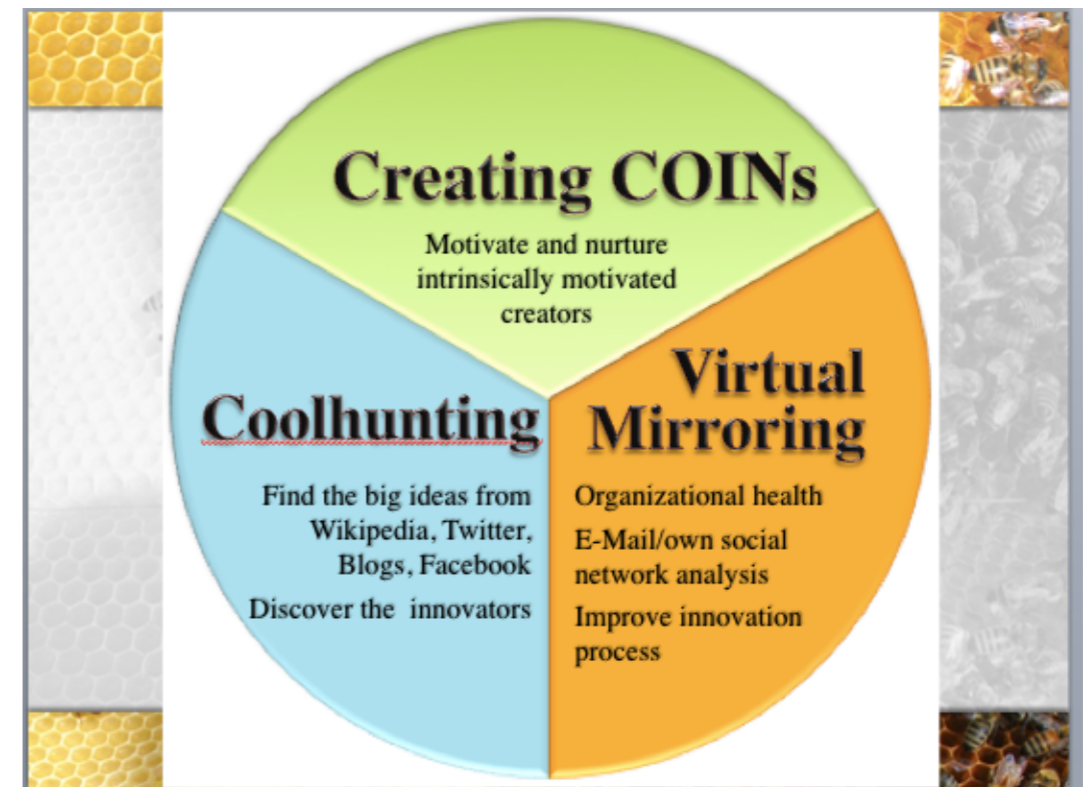 Creating COINs
Motivate and nurture
intrinsically motivated
creators
Coolhunting
Find the big ideas from
Wikipedia, Twitter,
Blogs, Facebook
Discover the  innovators
Virtual
Mirroring
Organizational health
E-Mail/own social
network analysis
Improve innovation
process